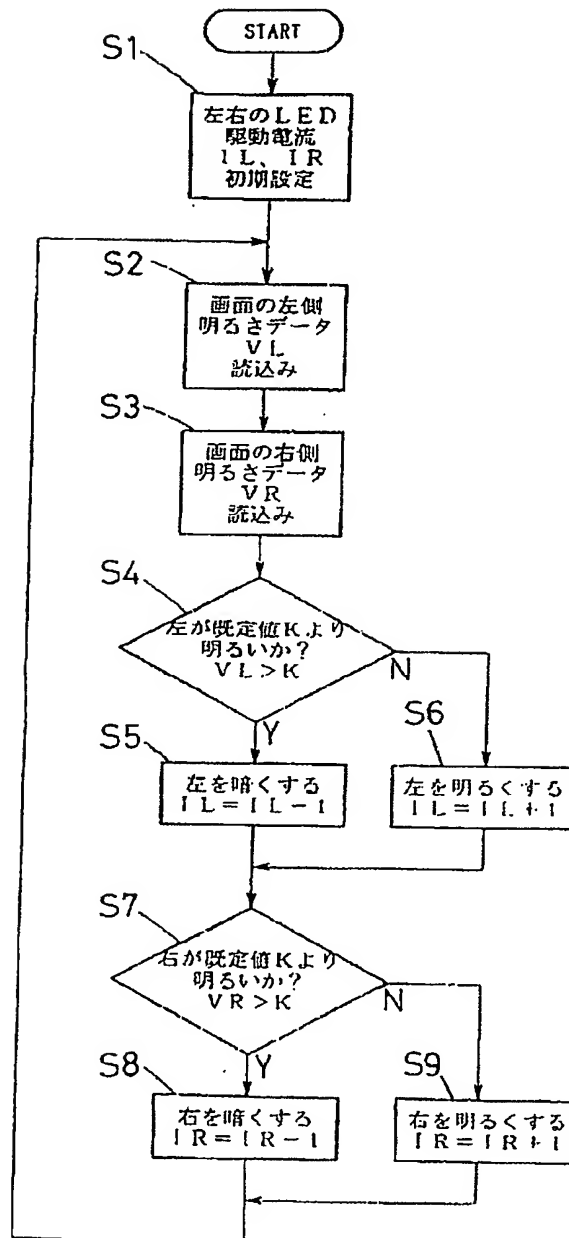 START
S1
左右のLED
駆動電流
IL、IR
初期設定
S2
画面の左側
明るさデータ
VL
読込み
S3
画面の右側
明るさデータ
VR
読込み
S4
左が既定値Kより
明るいか?
VL>K
N
Y
S5
左を暗くする
IL=IL-1
S6
左を明るくする
IL=IL+1
S7
右が既定値Kより
明るいか?
VR>K
N
Y
S8
右を暗くする
IR=IR-1
S9
右を明るくする
IR=IR+1